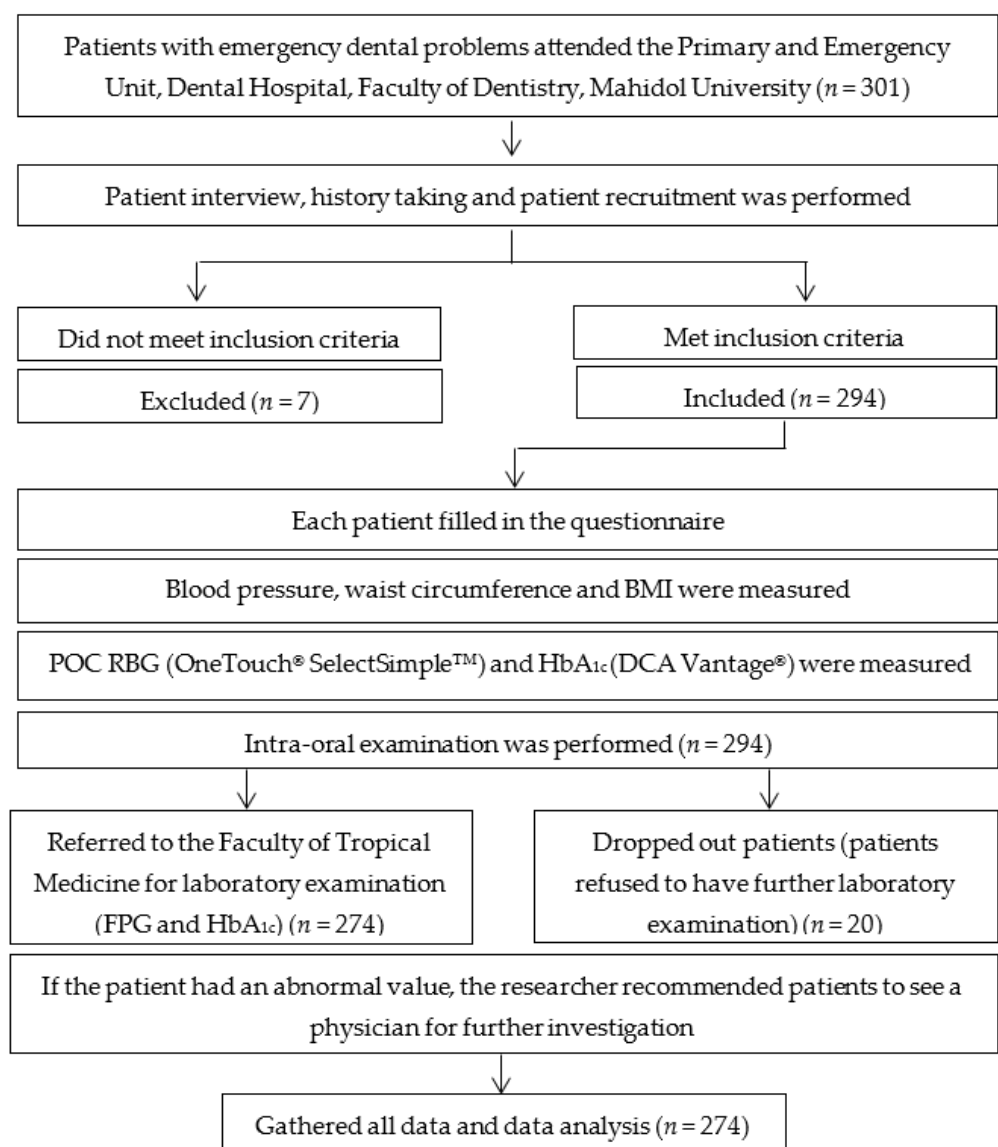 Patients with emergency dental problems attended the Primary and Emergency
Unit, Dental Hospital, Faculty of Dentistry, Mahidol University (n = 301)
Patient interview, history taking and patient recruitment was performed
Did not meet inclusion criteria
Excluded (n = 7)
Met inclusion criteria
Included (n = 294)
Each patient filled in the questionnaire
Blood pressure, waist circumference and BMI were measured
POC RBG (OneTouch® SelectSimple™) and HbA1c (DCA Vantage®) were measured
Intra-oral examination was performed (n = 294)
Referred to the Faculty of Tropical
Medicine for laboratory examination
(FPG and HbA1c) (n = 274)
Dropped out patients (patients
refused to have further laboratory
examination) (n = 20)
If the patient had an abnormal value, the researcher recommended patients to see a
physician for further investigation
Gathered all data and data analysis (n = 274)